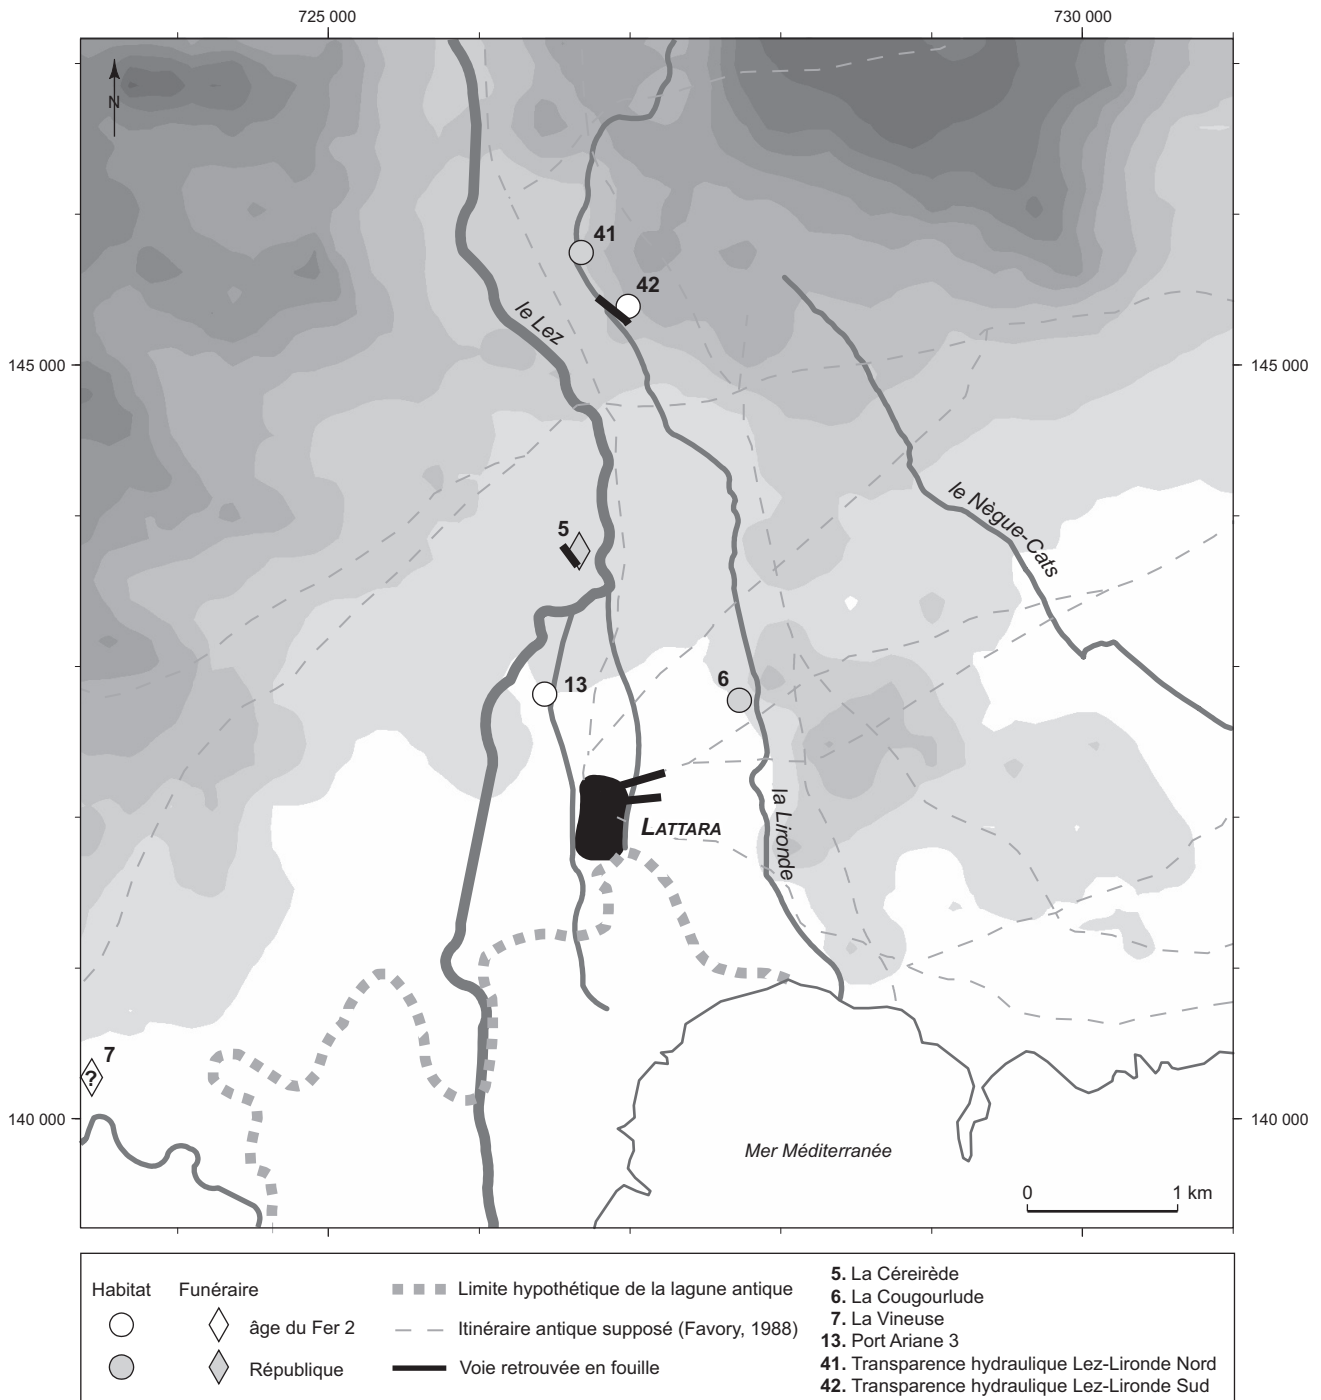 725 000
730 000
N
41
42
le Lez
145 000
145 000
5
le Nègue-Cats
13
6
LATTARA
la Lironde
7
?
140 000
140 000
Mer Méditerranée
0
1 km
Habitat
Funéraire
âge du Fer 2
République
Limite hypothétique de la lagune antique
Itinéraire antique supposé (Favory, 1988)
Voie retrouvée en fouille
5. La Céreirède
6. La Cougourlude
7. La Vineuse
13. Port Ariane 3
41. Transparence hydraulique Lez-Lironde Nord
42. Transparence hydraulique Lez-Lironde Sud